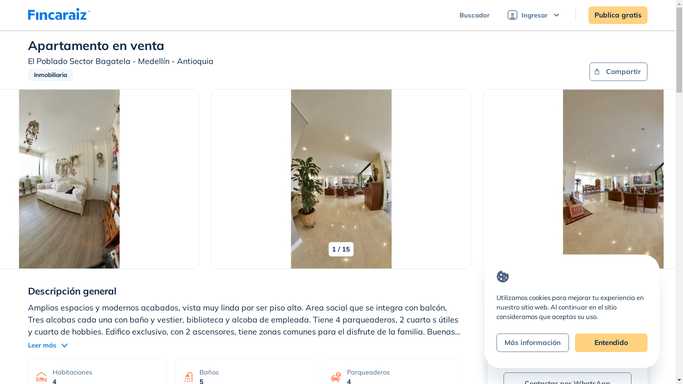 Fincaraiz
Buscador
Ingresar
Publica gratis
Apartamento en venta
El Poblado Sector Bagatela - Medellín - Antioquia
Inmobiliaria
Compartir
1 / 15
Descripción general
Amplios espacios y modernos acabados, vista muy linda por ser piso alto. Area social que se integra con balcón.
Tres alcobas cada una con baño y vestier, biblioteca y alcoba de empleada. Tiene 4 parqueaderos, 2 cuarto s útiles
y cuarto de hobbies. Edifico exclusivo, con 2 ascensores, tiene zonas comunes para el disfrute de la familia. Buenas...
Leer más
Habitaciones
4
Baños
5
Parqueaderos
4
Utilizamos cookies para mejorar tu experiencia en
nuestro sitio web. Al continuar en el sitio
consideramos que aceptas su uso.
Más información
Entendido
Contactar por WhatsApp